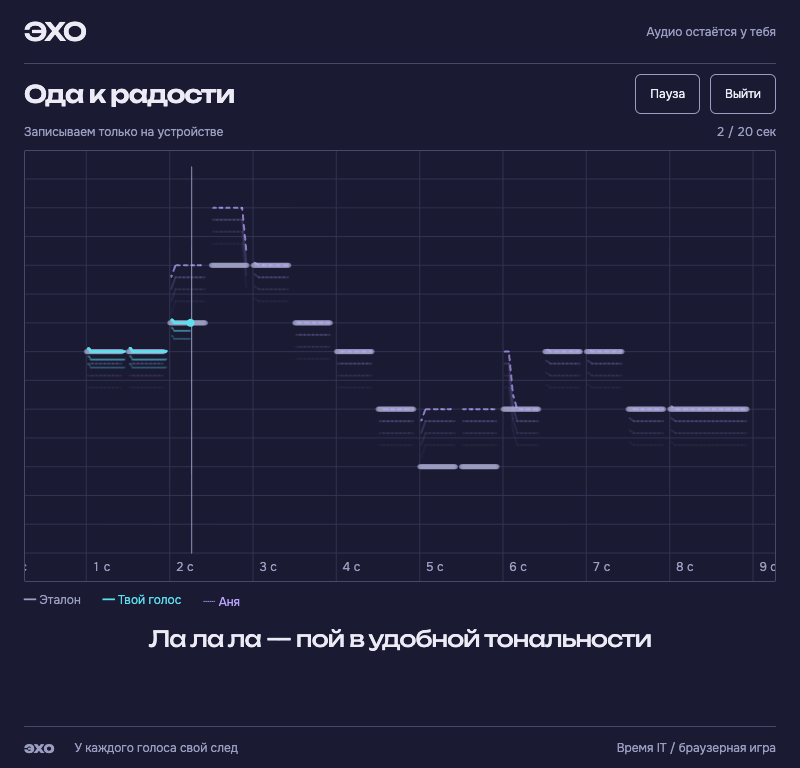 ЭХО
Аудио остаётся у тебя
Ода к радости
Пауза
Выйти
Записываем только на устройстве
2 / 20 сек
1 с
2 с
3 с
4 с
5 с
6 с
7 с
8 с
9 с
Эталон
Твой голос
Аня
Ла ла ла — пой в удобной тональности
ЭХО
У каждого голоса свой след
Время IT / браузерная игра